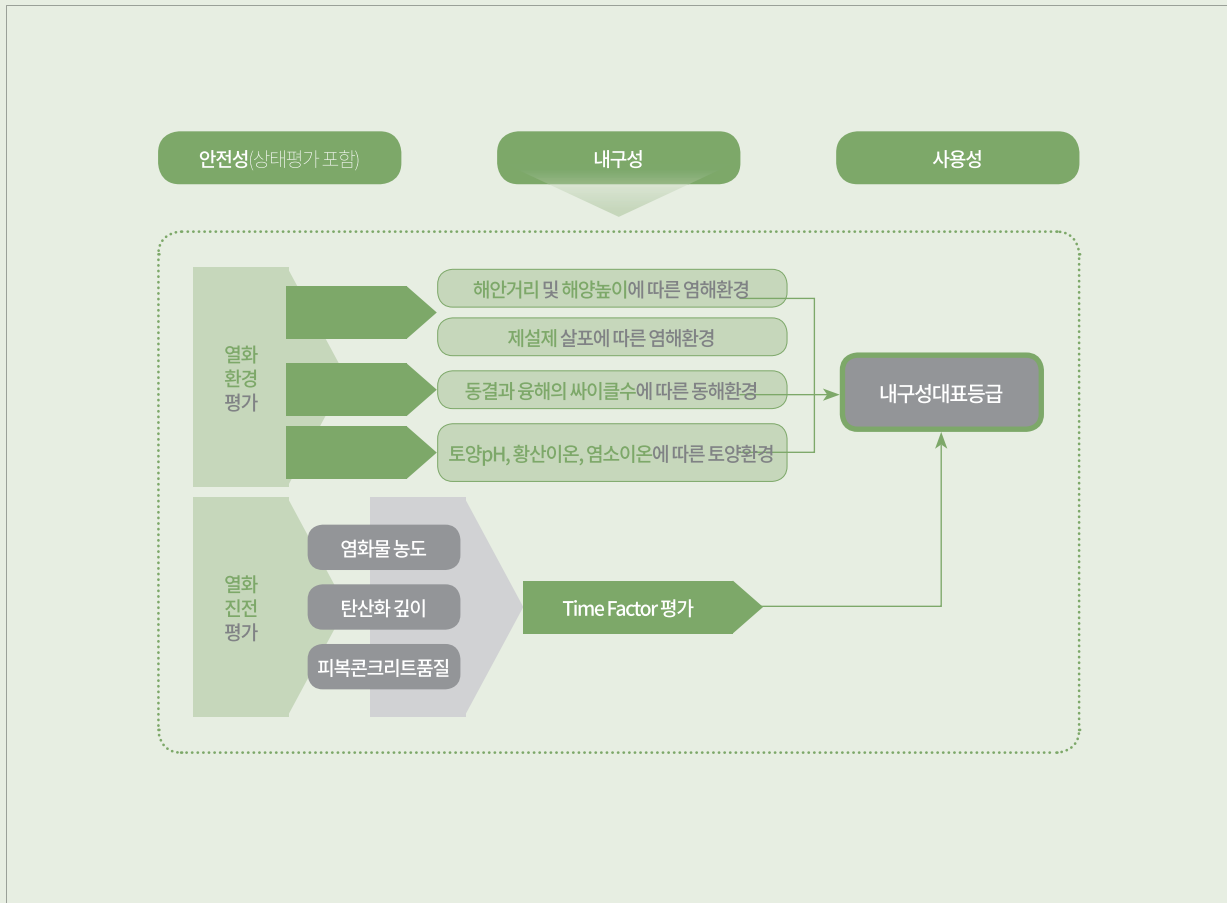 안전성(상태평가 포함)
내구성
사용성
열화
환경
평가
해안거리 및 해양높이에 따른 염해환경
제설제 살포에 따른 염해환경
동결과 융해의 싸이클수에 따른 동해환경
토양pH, 황산이온, 염소이온에 따른 토양환경
내구성대표등급
열화
진전
평가
염화물 농도
탄산화 깊이
피복콘크리트품질
Time Factor 평가